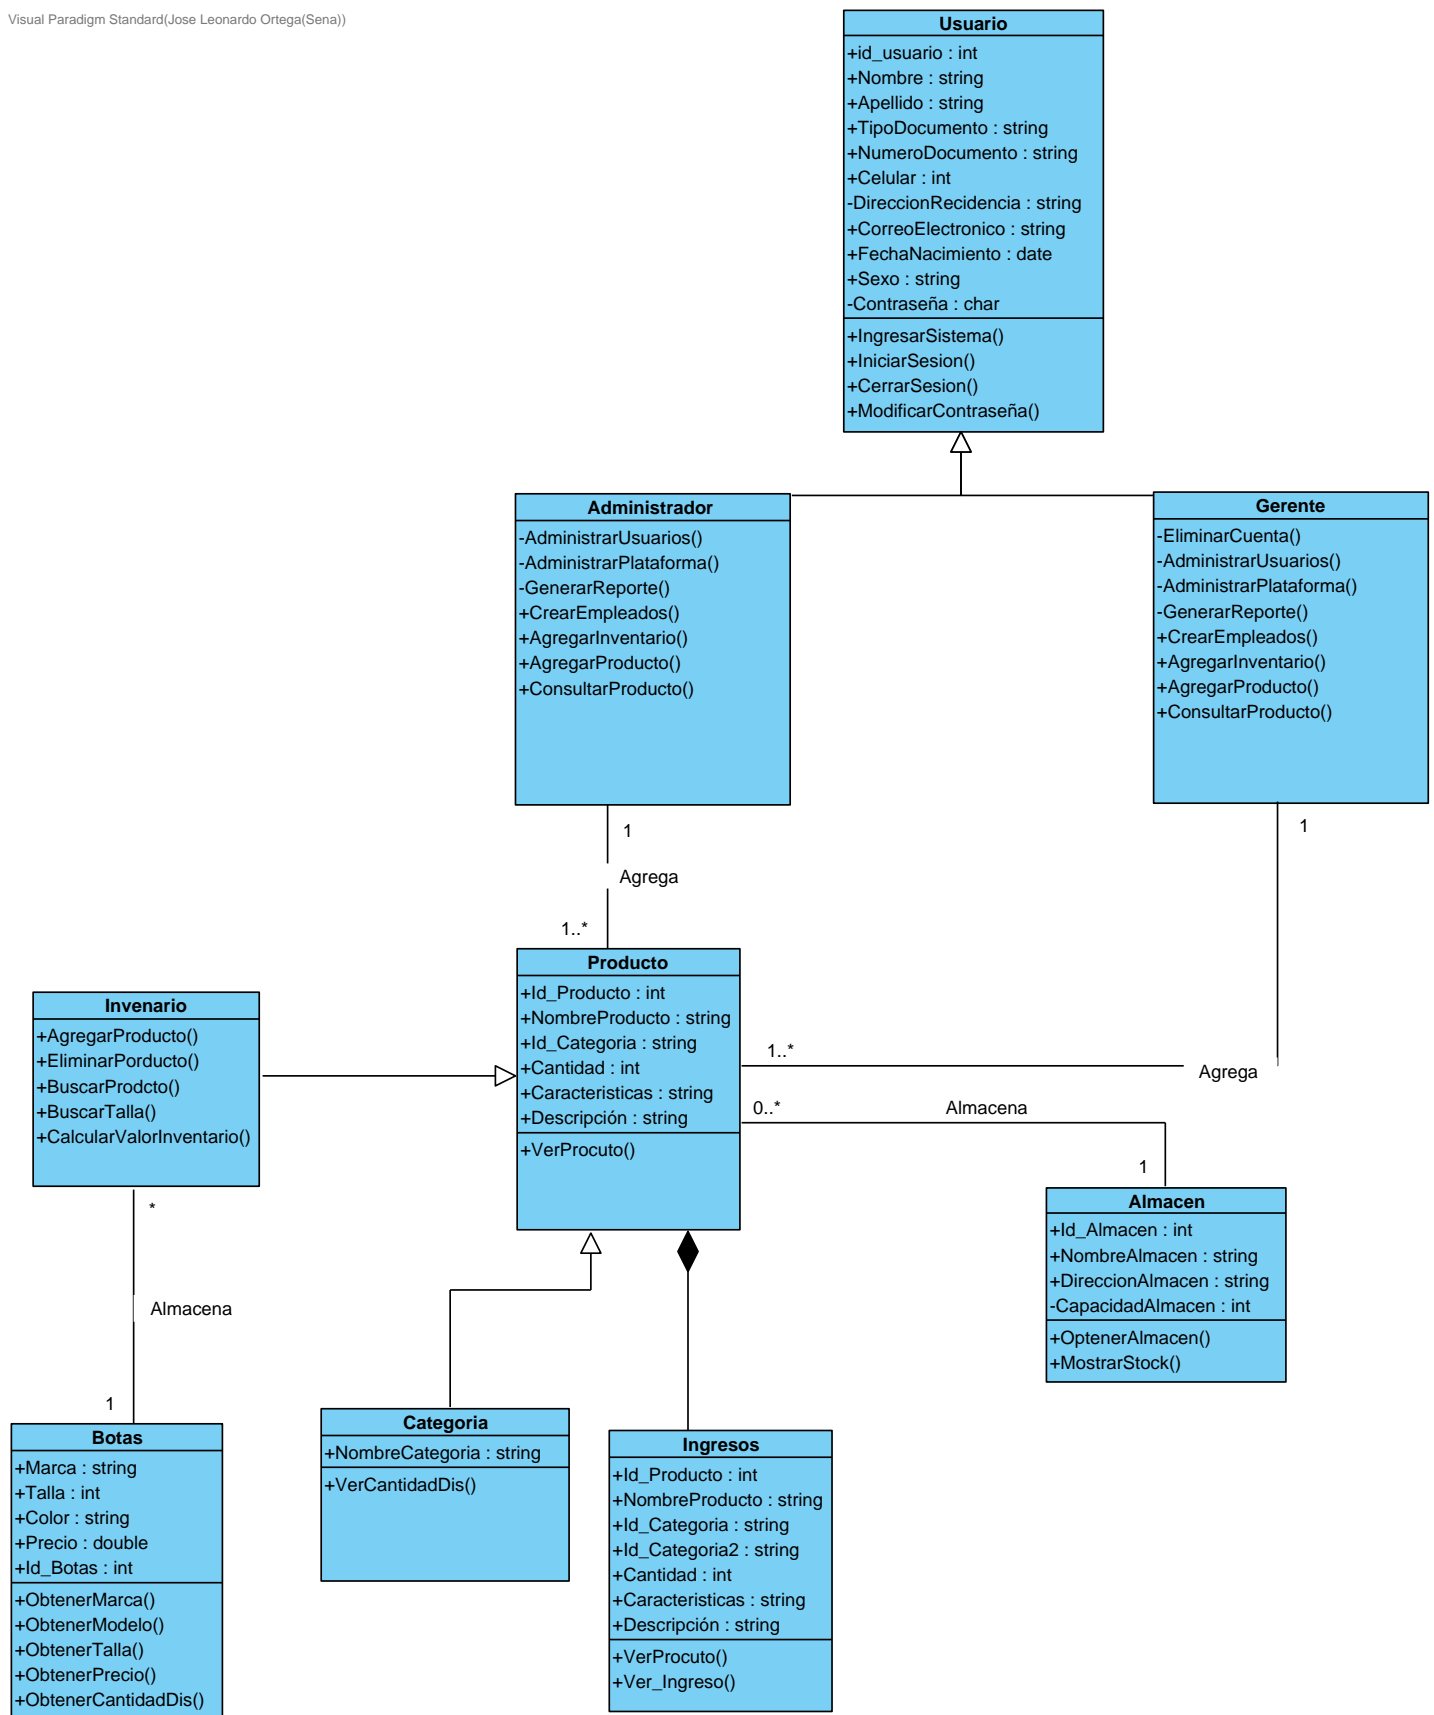 Visual Paradigm Standard(Jose Leonardo Ortega(Sena))
Usuario
+id_usuario : int
+Nombre : string
+Apellido : string
+TipoDocumento : string
+NumeroDocumento : string
+Celular : int
-DireccionRecidencia : string
+CorreoElectronico : string
+FechaNacimiento : date
+Sexo : string
-Contraseña : char
+IngresarSistema()
+IniciarSesion()
+CerrarSesion()
+ModificarContraseña()
Administrador
-AdministrarUsuarios()
-AdministrarPlataforma()
-GenerarReporte()
+CrearEmpleados()
+AgregarInventario()
+AgregarProducto()
+ConsultarProducto()
Gerente
-EliminarCuenta()
-AdministrarUsuarios()
-AdministrarPlataforma()
-GenerarReporte()
+CrearEmpleados()
+AgregarInventario()
+AgregarProducto()
+ConsultarProducto()
1
Agrega
1..*
1
Agrega
1..*
Producto
+Id_Producto : int
+NombreProducto : string
+Id_Categoria : string
+Cantidad : int
+Caracteristicas : string
+Descripción : string
+VerProcuto()
Invenario
+AgregarProducto()
+EliminarPorducto()
+BuscarProdcto()
+BuscarTalla()
+CalcularValorInventario()
0..*
Almacena
1
Almacen
+Id_Almacen : int
+NombreAlmacen : string
+DireccionAlmacen : string
-CapacidadAlmacen : int
+OptenerAlmacen()
+MostrarStock()
*
Almacena
1
Botas
+Marca : string
+Talla : int
+Color : string
+Precio : double
+Id_Botas : int
+ObtenerMarca()
+ObtenerModelo()
+ObtenerTalla()
+ObtenerPrecio()
+ObtenerCantidadDis()
Categoria
+NombreCategoria : string
+VerCantidadDis()
Ingresos
+Id_Producto : int
+NombreProducto : string
+Id_Categoria : string
+Id_Categoria2 : string
+Cantidad : int
+Caracteristicas : string
+Descripción : string
+VerProcuto()
+Ver_Ingreso()